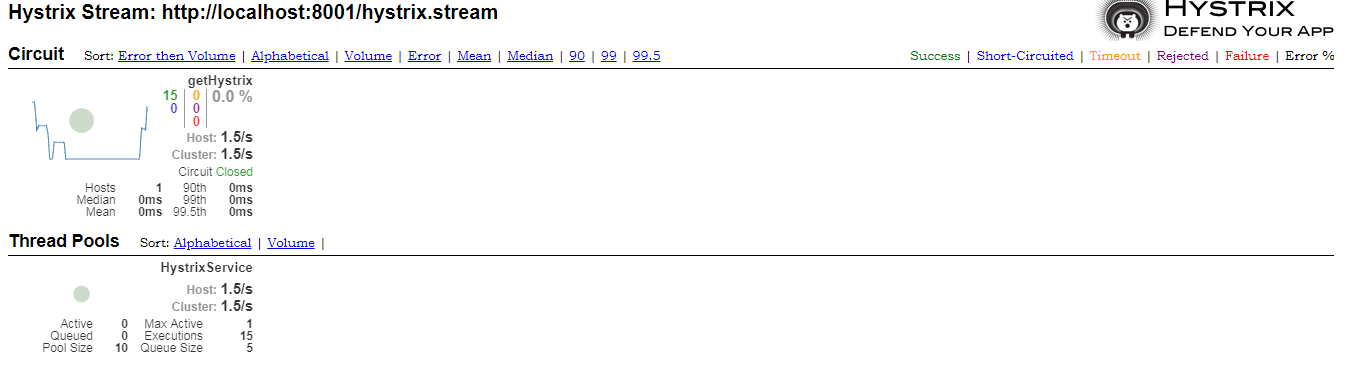 Hystrix Stream: http://localhost:8001/hystrix.stream
HYSTRIX
DEFEND YOUR APP
Circuit Sort: Error then Volume | Alphabetical | Volume | Error | Mean | Median | 90 | 99 | 99.5
Success | Short-Circuited | Timeout | Rejected | Failure | Error %
getHystrix
15 | 0 | 0.0 %
0 | 0
0
Host: 1.5/s
Cluster: 1.5/s
Circuit Closed
Hosts 1 90th 0ms
Median 0ms 99th 0ms
Mean 0ms 99.5th 0ms
Thread Pools Sort: Alphabetical | Volume |
HystrixService
Host: 1.5/s
Cluster: 1.5/s
Active 0 Max Active 1
Queued 0 Executions 15
Pool Size 10 Queue Size 5